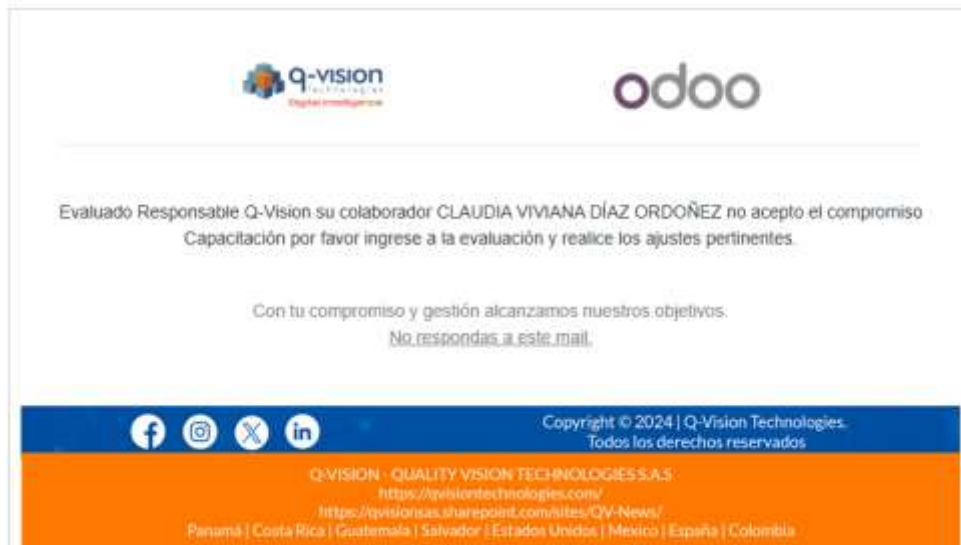 q-vision
Technologies
Digital Intelligence
odoo
Evaluado Responsable Q-Vision su colaborador CLAUDIA VIVIANA DÍAZ ORDOÑEZ no acepto el compromiso
Capacitación por favor ingrese a la evaluación y realice los ajustes pertinentes.
Con tu compromiso y gestión alcanzamos nuestros objetivos.
No respondas a este mail.
Copyright © 2024 | Q-Vision Technologies.
Todos los derechos reservados
Q-VISION - QUALITY VISION TECHNOLOGIES S.A.S
https://qvisiontechnologies.com/
https://qvisionsas.sharepoint.com/sites/QV-News/
Panamá | Costa Rica | Guatemala | Salvador | Estados Unidos | Mexico | España | Colombia